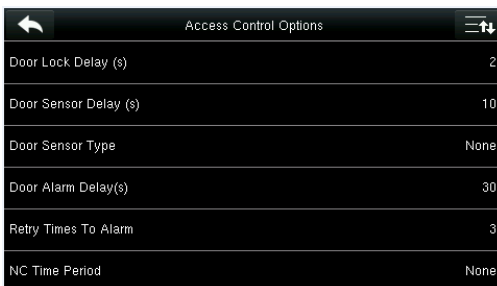 Access Control Options
Door Lock Delay (s) 2
Door Sensor Delay (s) 10
Door Sensor Type None
Door Alarm Delay(s) 30
Retry Times To Alarm 3
NC Time Period None